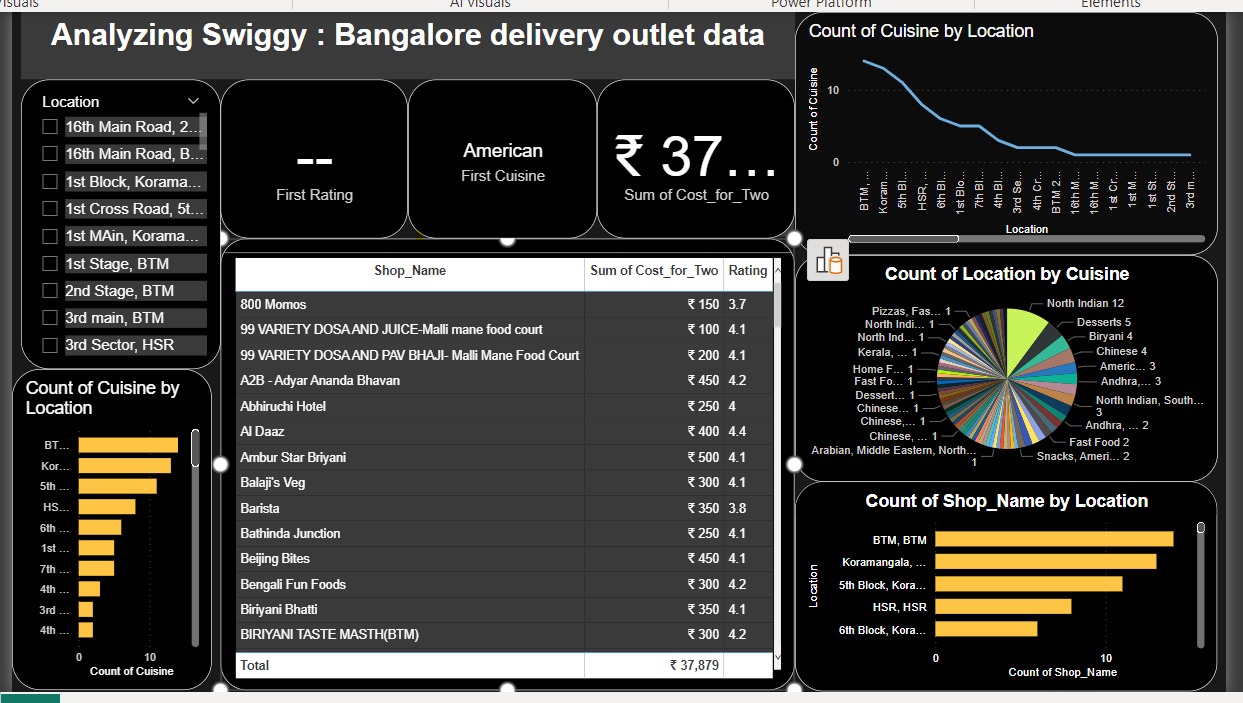 AI visuals
Power Platform
Elements
Analyzing Swiggy : Bangalore delivery outlet data
Location
16th Main Road, 2...
16th Main Road, B...
1st Block, Korama...
1st Cross Road, 5t...
1st MAin, Korama...
1st Stage, BTM
2nd Stage, BTM
3rd main, BTM
3rd Sector, HSR
--
First Rating
American
First Cuisine
₹ 37...
Sum of Cost_for_Two
Count of Cuisine by Location
Count of Cuisine
10
0
BTM, ...
Koram...
5th Bl...
HSR, ...
6th Bl...
1st Blo...
7th Bl...
4th Bl...
3rd Se...
4th Cr...
BTM 2...
16th M...
16th M...
1st Cr...
1st M...
1st St...
2nd St...
3rd m...
Location
Count of Cuisine by
Location
BT...
Kor...
5th ...
HS...
6th ...
1st ...
7th ...
4th ...
3rd ...
4th ...
0 10
Count of Cuisine
Shop_Name Sum of Cost_for_Two Rating
800 Momos ₹ 150 3.7
99 VARIETY DOSA AND JUICE-Malli mane food court ₹ 100 4.1
99 VARIETY DOSA AND PAV BHAJI- Malli Mane Food Court ₹ 200 4.1
A2B - Adyar Ananda Bhavan ₹ 450 4.2
Abhiruchi Hotel ₹ 250 4
Al Daaz ₹ 400 4.4
Ambur Star Briyani ₹ 500 4.1
Balaji's Veg ₹ 300 4.1
Barista ₹ 350 3.8
Bathinda Junction ₹ 250 4.1
Beijing Bites ₹ 450 4.1
Bengali Fun Foods ₹ 300 4.2
Biriyani Bhatti ₹ 350 4.1
BIRIYANI TASTE MASTH(BTM) ₹ 300 4.2
Total ₹ 37,879
Count of Location by Cuisine
North Indian 12
Desserts 5
Biryani 4
Chinese 4
Americ... 3
Andhra,... 3
North Indian, South...
3
Andhra, ... 2
Fast Food 2
Snacks, Ameri... 2
Pizzas, Fas... 1
North Indi... 1
North Ind... 1
Kerala, ... 1
Home F... 1
Fast Fo... 1
Dessert... 1
Chinese... 1
Chinese,... 1
Chinese, ... 1
Arabian, Middle Eastern, North...
1
Count of Shop_Name by Location
Location
BTM, BTM
Koramangala, ...
5th Block, Kora...
HSR, HSR
6th Block, Kora...
0 10
Count of Shop_Name